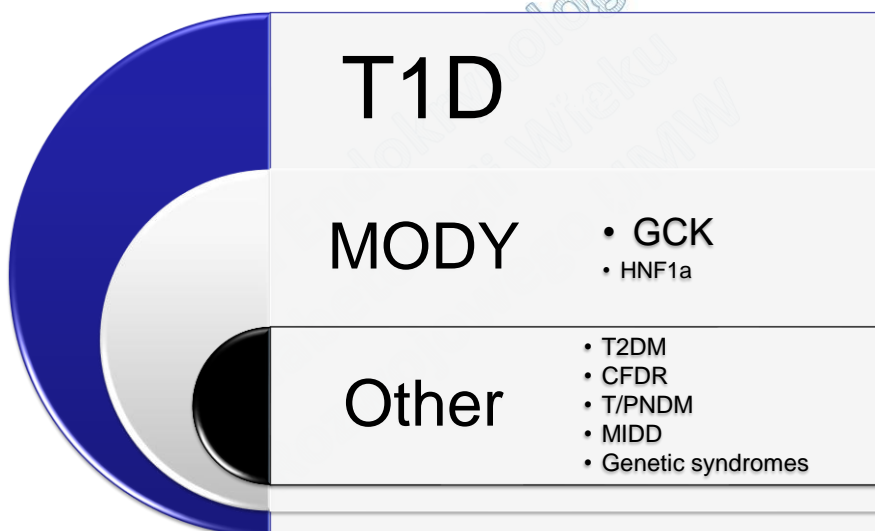 T1D
MODY
• GCK
• HNF1a
Other
• T2DM
• CFDR
• T/PNDM
• MIDD
• Genetic syndromes